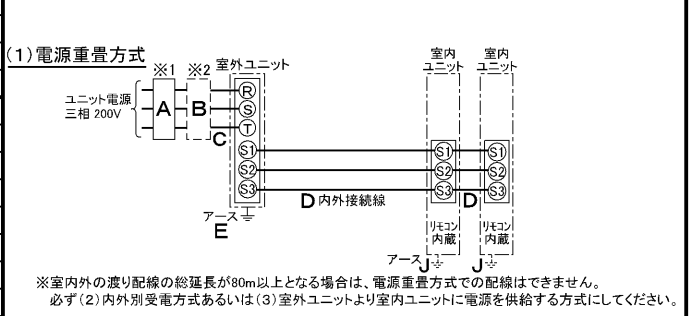 (1)電源重畳方式
※1
※2
室外ユニット
室内
ユニット
室内
ユニット
ユニット電源
三相 200V
A
B
C
R
S
T
S1
S2
S3
S1
S2
S3
S1
S2
S3
D内外接続線
D
アース
E
リモコン
内蔵
リモコン
内蔵
アース
J
J
※室内外の渡り配線の総延長が80m以上となる場合は、電源重畳方式での配線はできません。
必ず(2)内外別受電方式あるいは(3)室外ユニットより室内ユニットに電源を供給する方式にしてください。